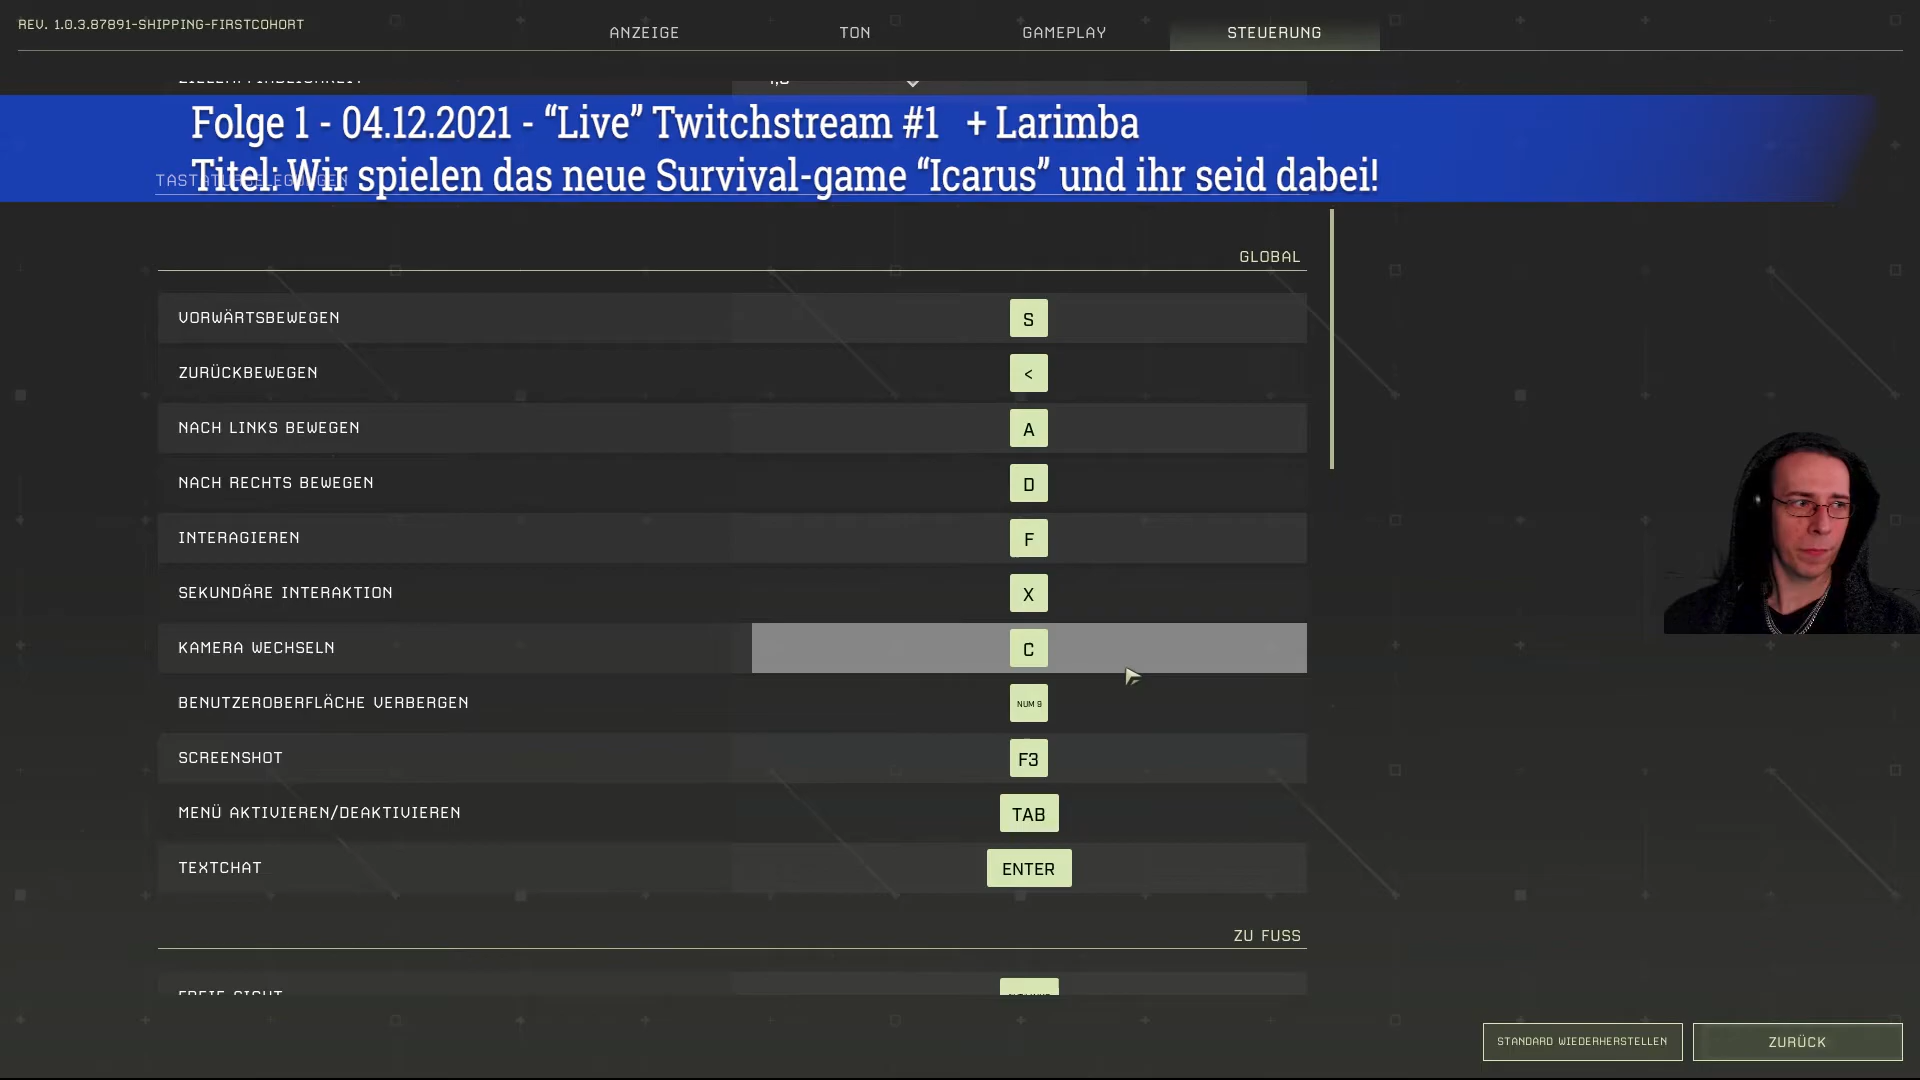 REV. 1.0.3.87891-SHIPPING-FIRSTCOHORT
ANZEIGE
TON
GAMEPLAY
STEUERUNG
Folge 1 - 04.12.2021 - “Live” Twitchstream #1 + Larimba
Titel: Wir spielen das neue Survival-game “Icarus” und ihr seid dabei!
GLOBAL
VORWÄRTSBEWEGEN
S
ZURÜCKBEWEGEN
<
NACH LINKS BEWEGEN
A
NACH RECHTS BEWEGEN
D
INTERAGIEREN
F
SEKUNDÄRE INTERAKTION
X
KAMERA WECHSELN
C
BENUTZEROBERFLÄCHE VERBERGEN
NUM 9
SCREENSHOT
F3
MENÜ AKTIVIEREN/DEAKTIVIEREN
TAB
TEXTCHAT
ENTER
ZU FUSS
FREIE SICHT
STANDARD WIEDERHERSTELLEN
ZURÜCK